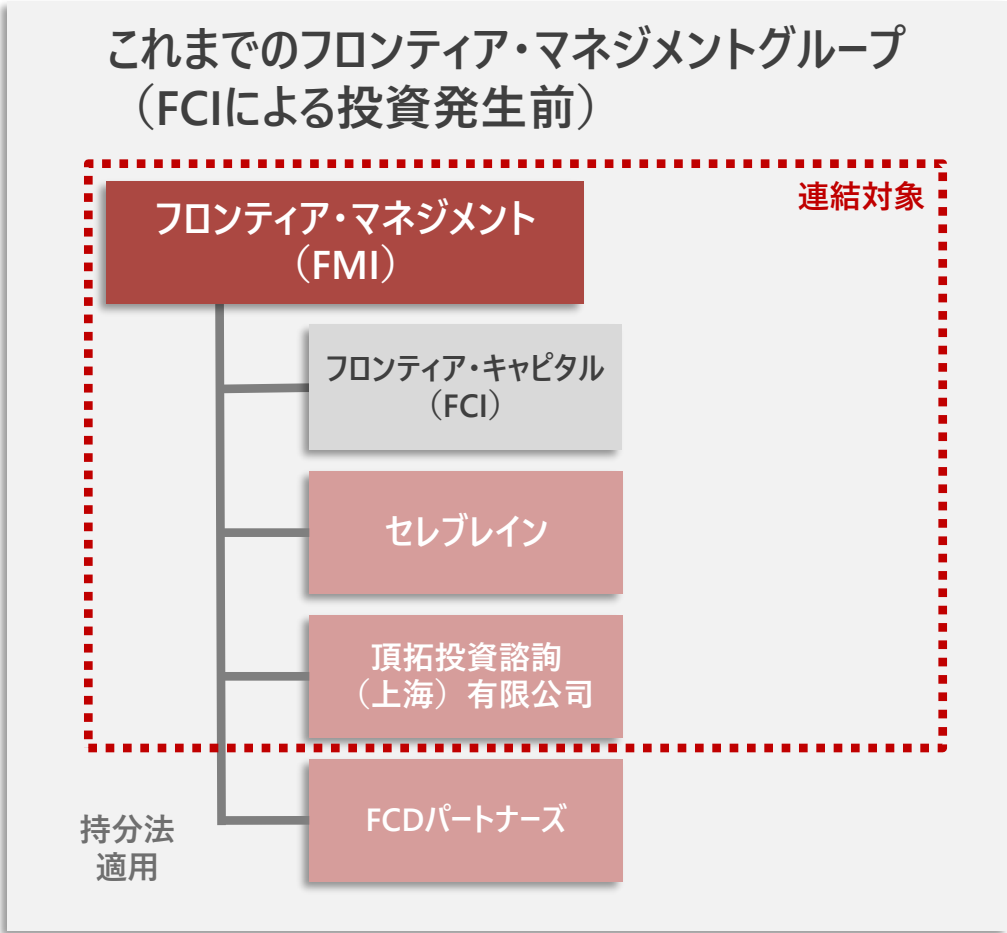 これまでのフロンティア・マネジメントグループ
（FCIによる投資発生前）
連結対象
フロンティア・マネジメント
（FMI）
フロンティア・キャピタル
（FCI）
セレブレイン
頂拓投資諮詢
（上海）有限公司
FCDパートナーズ
持分法
適用